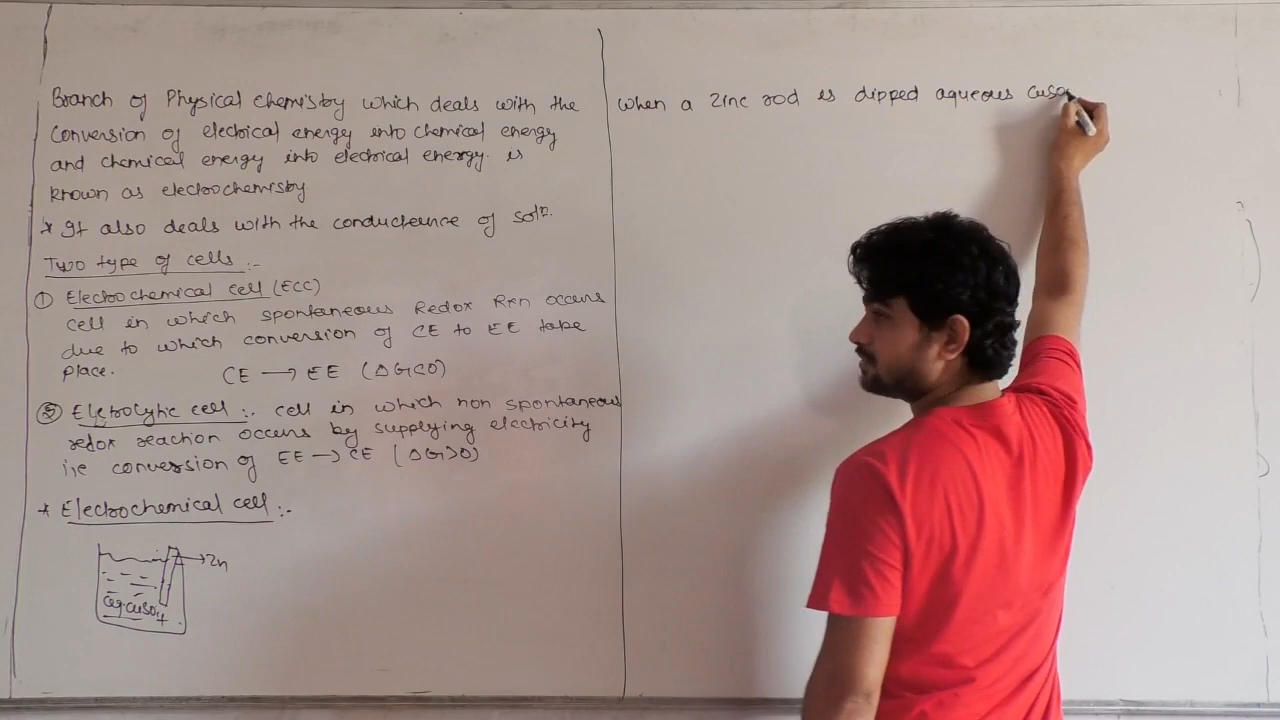 Branch of Physical chemistry which deals with the
Conversion of electrical energy into chemical energy
and chemical energy into electrical energy. is
known as electrochemistry
* It also deals with the conducteunce of solⁿ.
Two type of cells :-
① Electrochemical cell (ECC)
cell in which spontaneous Redox Rxn occurs
due to which conversion of CE to EE take
place.
CE → EE (ΔG<0)
② Eletrolytic cell :- cell in which non spontaneous
redox reaction occurs by supplying electricity
i,e conversion of EE → CE (ΔG>0)
* Electrochemical cell :-
→ Zn
aq. CuSO4
when a zinc rod is dipped aqueous CuSO